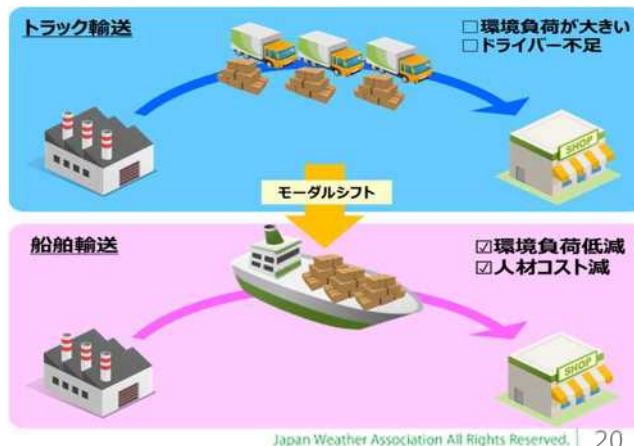 トラック輸送
□環境負荷が大きい
□ドライバー不足
SHOP
モーダルシフト
船舶輸送
☑環境負荷低減
☑人材コスト減
SHOP
Japan Weather Association All Rights Reserved.
20